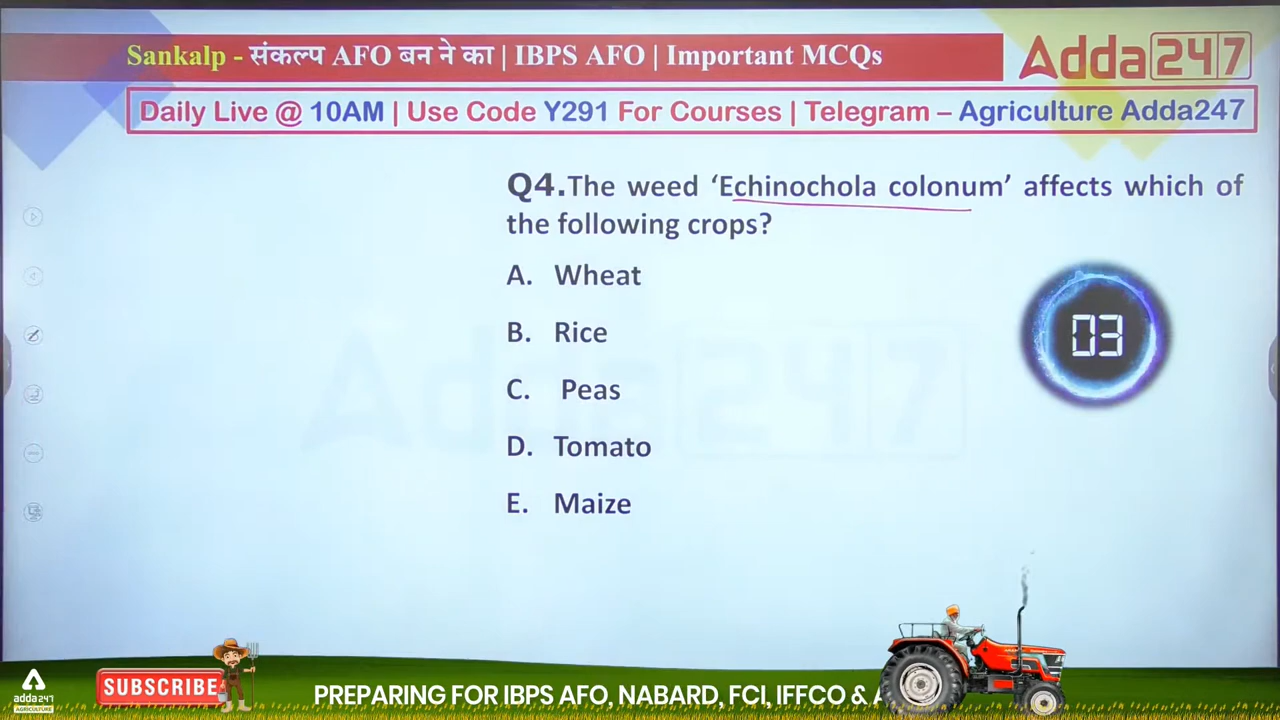 Sankalp - संकल्प AFO बन ने का | IBPS AFO | Important MCQs
Adda247
Daily Live @ 10AM | Use Code Y291 For Courses | Telegram – Agriculture Adda247
Q4.The weed ‘Echinochola colonum’ affects which of
the following crops?
A. Wheat
B. Rice
C. Peas
D. Tomato
E. Maize
03
Adda247
adda247
AGRICULTURE
SUBSCRIBE
PREPARING FOR IBPS AFO, NABARD, FCI, IFFCO & A